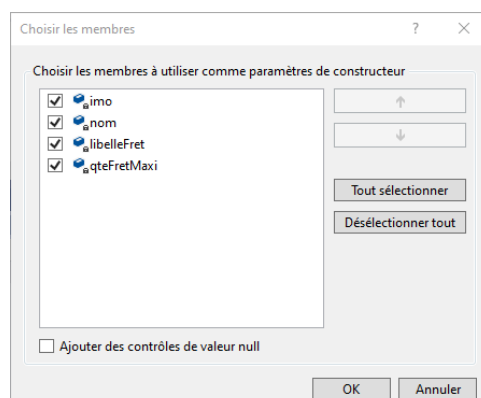 Choisir les membres
Choisir les membres à utiliser comme paramètres de constructeur
imo
nom
libelleFret
qteFretMaxi
Tout sélectionner
Désélectionner tout
Ajouter des contrôles de valeur null
OK
Annuler